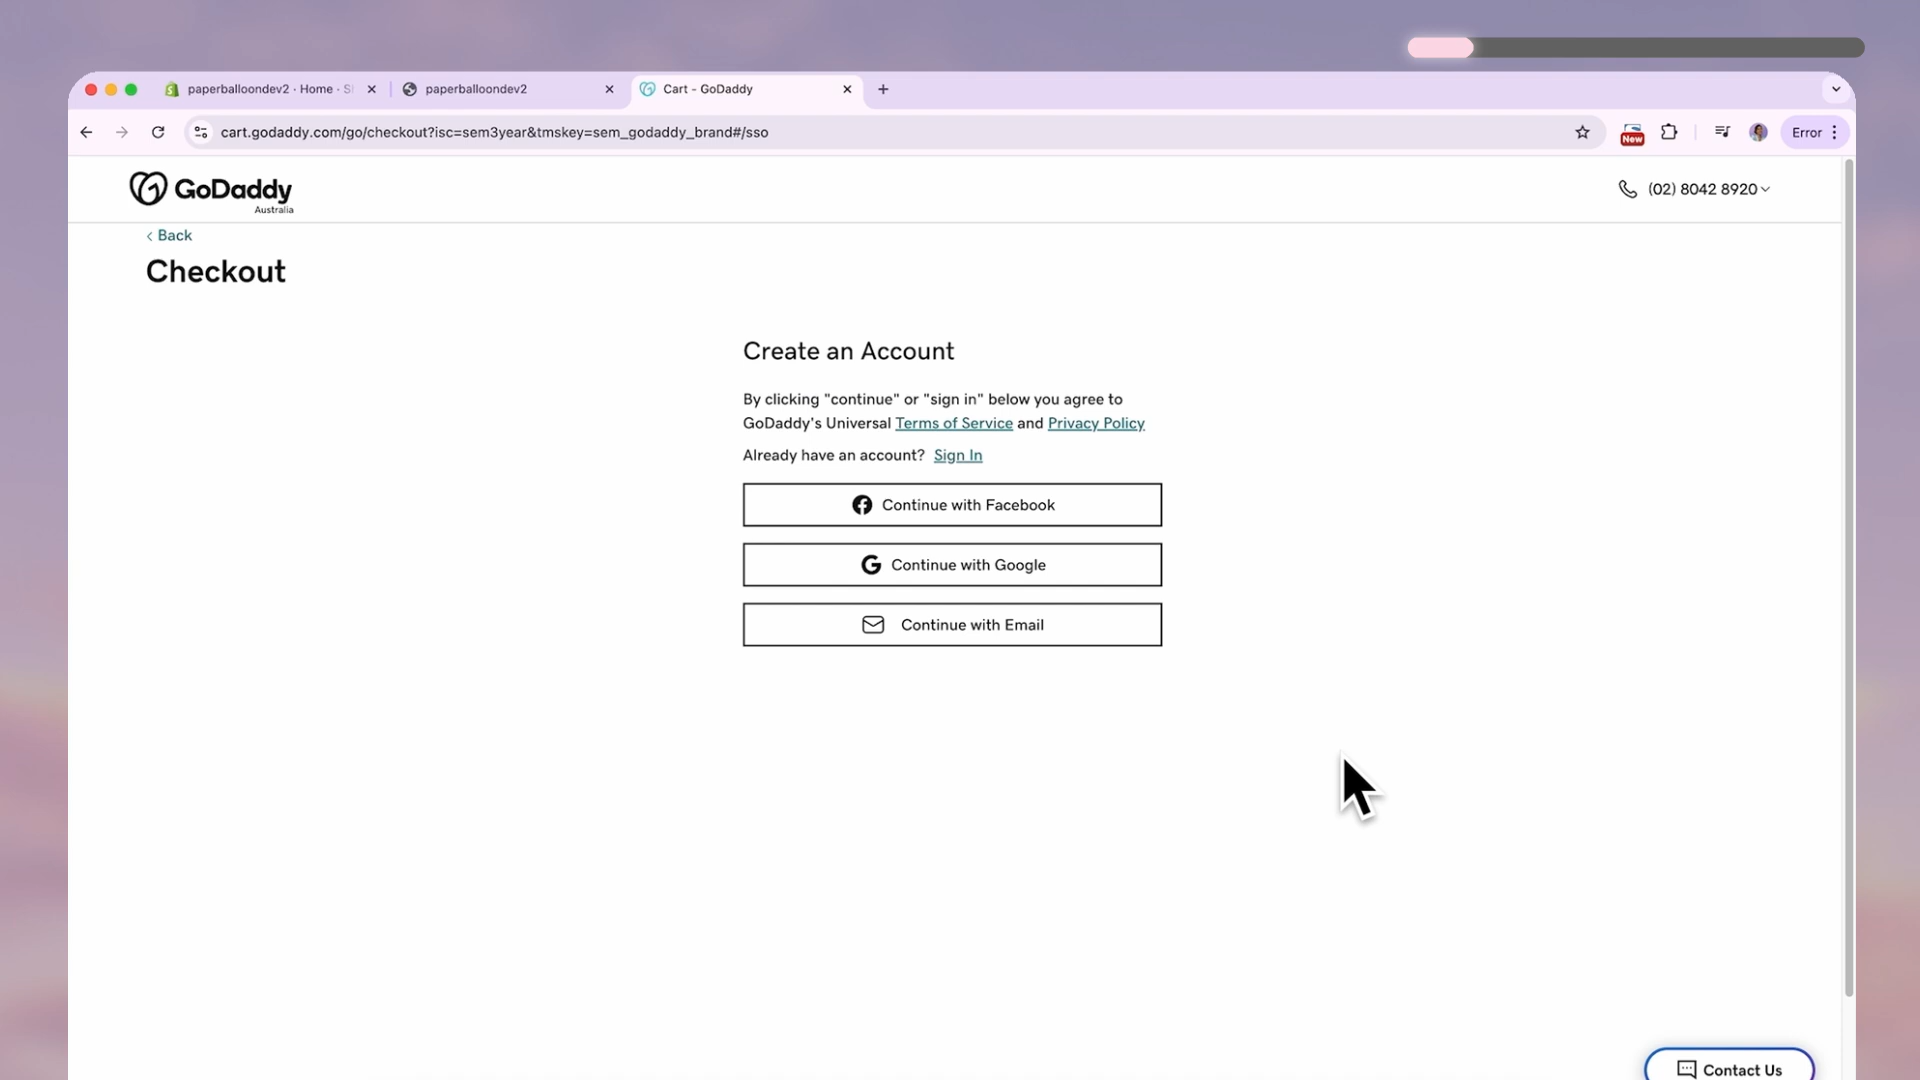 paperballoondev2 · Home · S
paperballoondev2
Cart - GoDaddy
cart.godaddy.com/go/checkout?isc=sem3year&tmskey=sem_godaddy_brand#/sso
New
Error
GoDaddy
Australia
(02) 8042 8920
Back
Checkout
Create an Account
By clicking "continue" or "sign in" below you agree to
GoDaddy's Universal Terms of Service and Privacy Policy
Already have an account? Sign In
Continue with Facebook
Continue with Google
Continue with Email
Contact Us